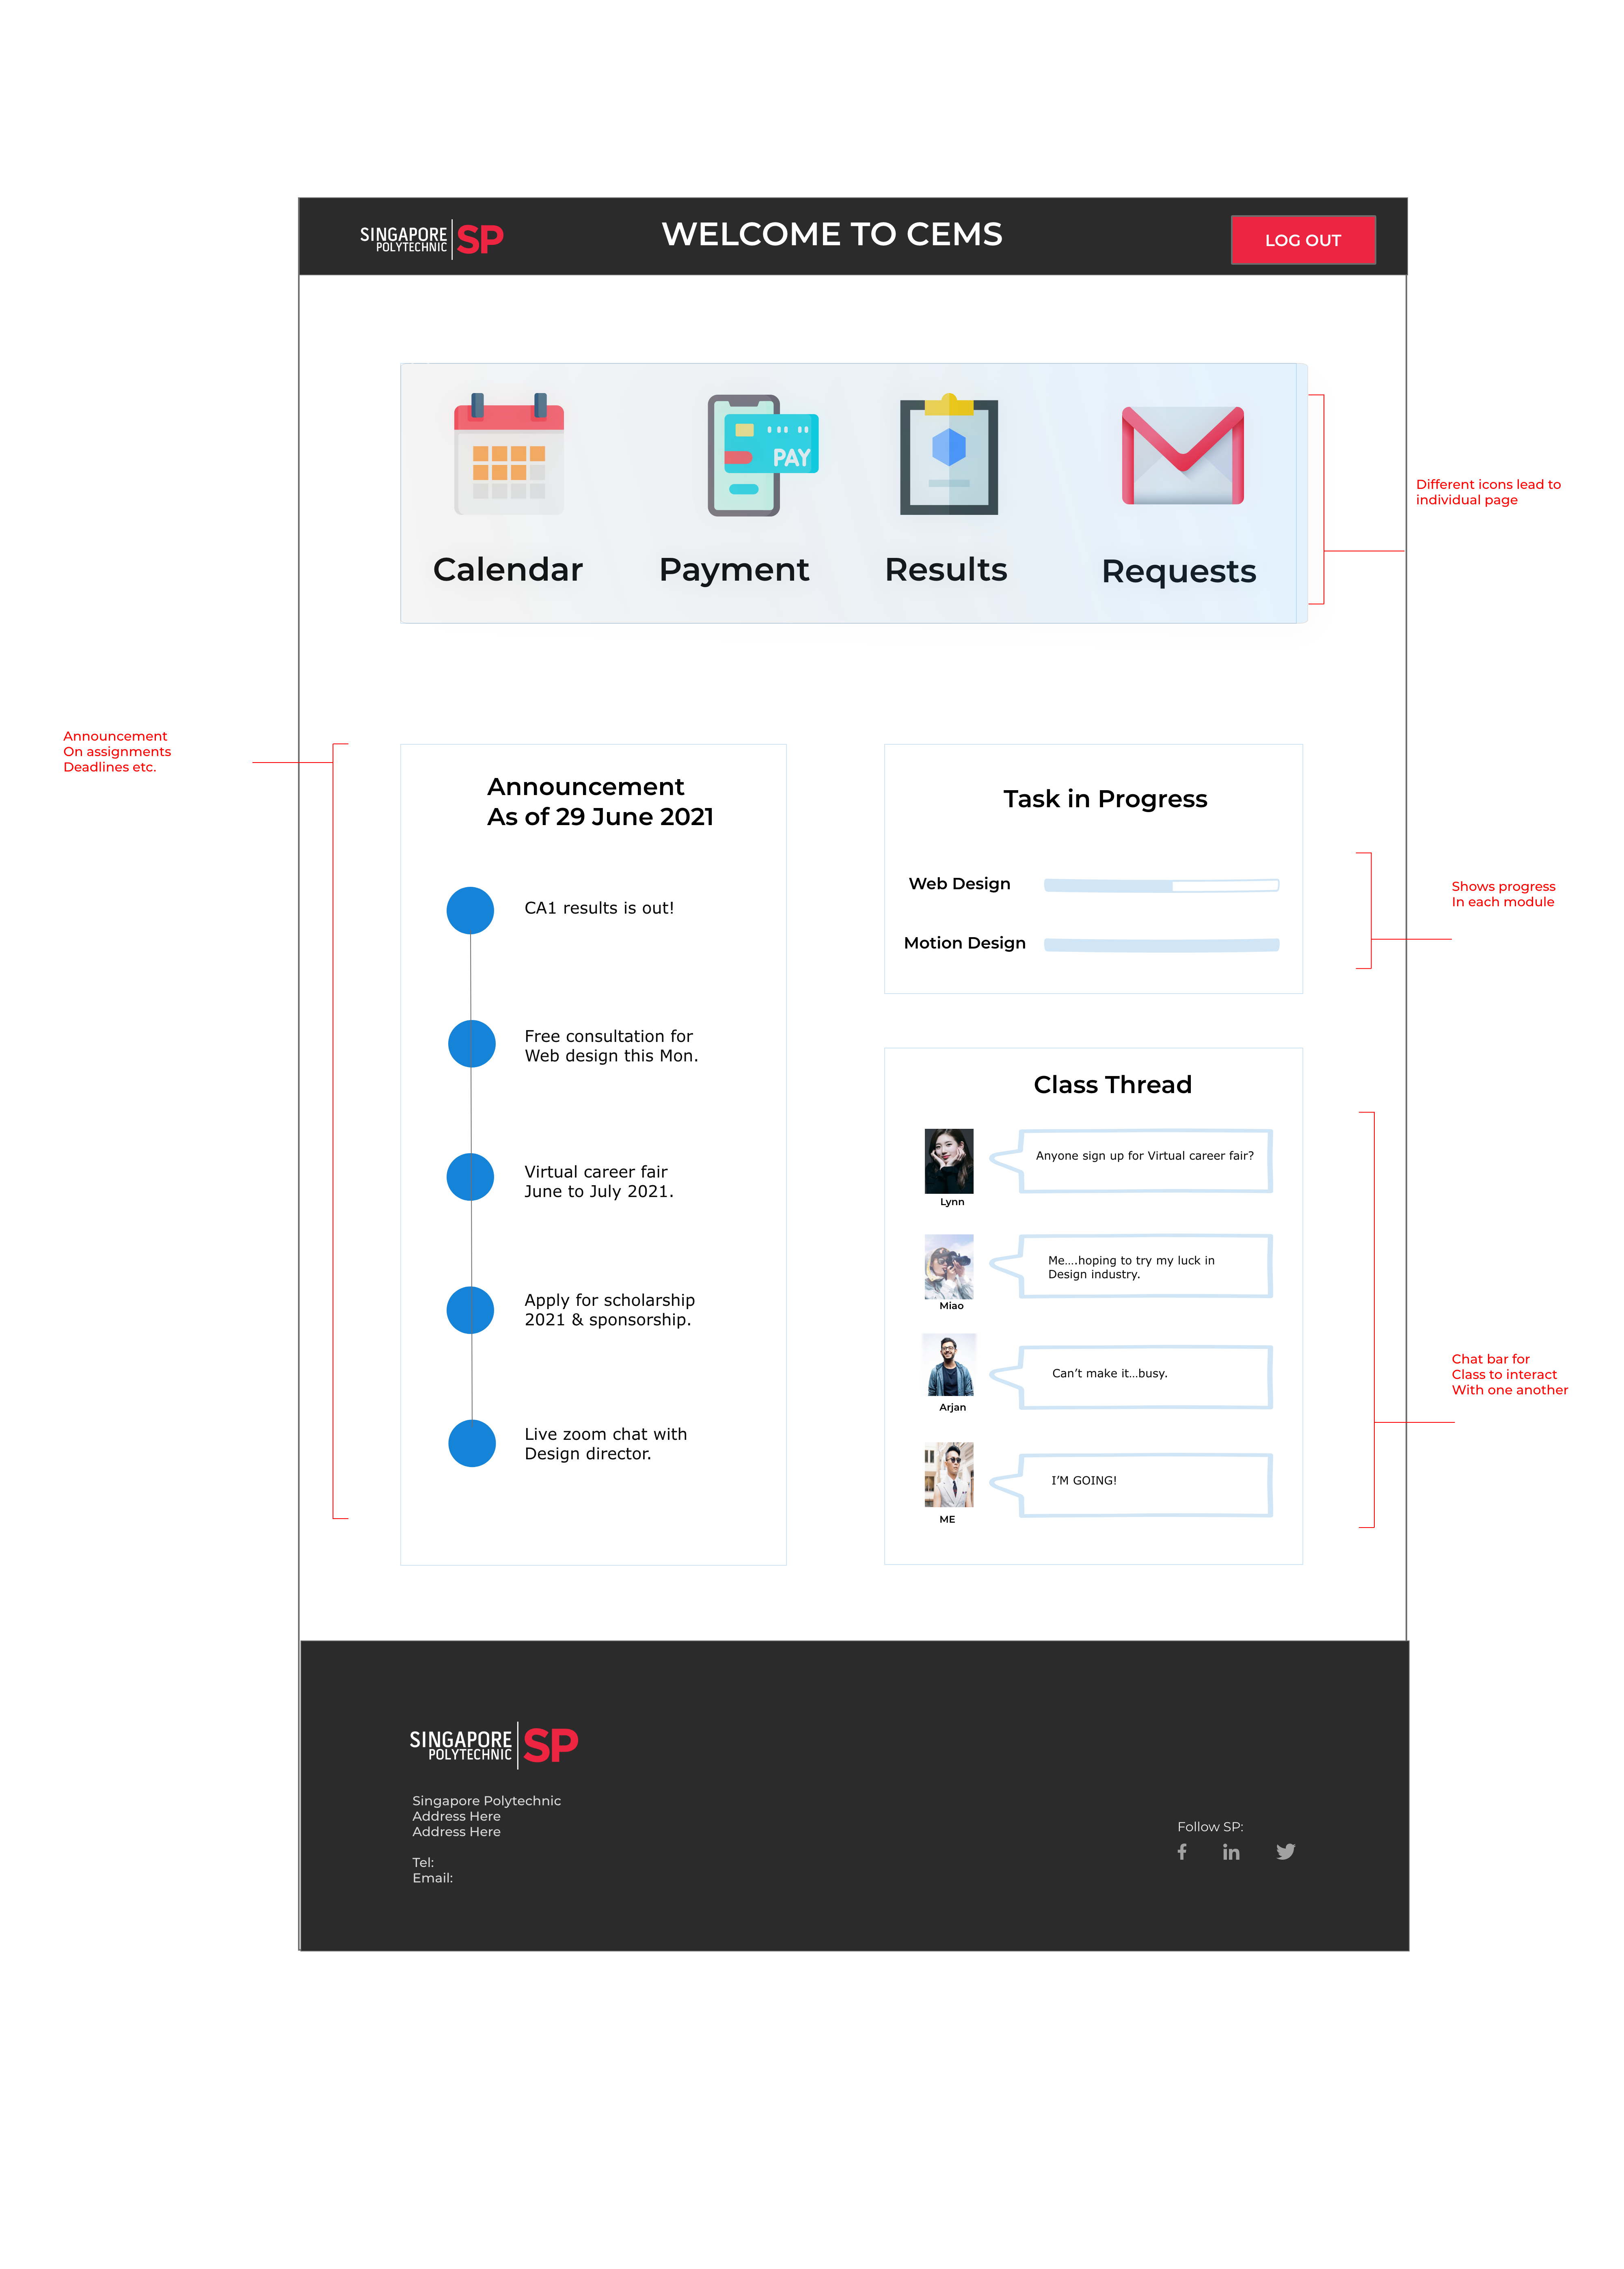 SINGAPORE
POLYTECHNIC
SP
WELCOME TO CEMS
LOG OUT
PAY
Calendar
Payment
Results
Requests
Different icons lead to
individual page
Announcement
On assignments
Deadlines etc.
Announcement
As of 29 June 2021
CA1 results is out!
Free consultation for
Web design this Mon.
Virtual career fair
June to July 2021.
Apply for scholarship
2021 & sponsorship.
Live zoom chat with
Design director.
Task in Progress
Web Design
Motion Design
Shows progress
In each module
Class Thread
Anyone sign up for Virtual career fair?
Lynn
Me....hoping to try my luck in
Design industry.
Miao
Can't make it...busy.
Arjan
I'M GOING!
ME
Chat bar for
Class to interact
With one another
SINGAPORE
POLYTECHNIC
SP
Singapore Polytechnic
Address Here
Address Here
Tel:
Email:
Follow SP:
f
in